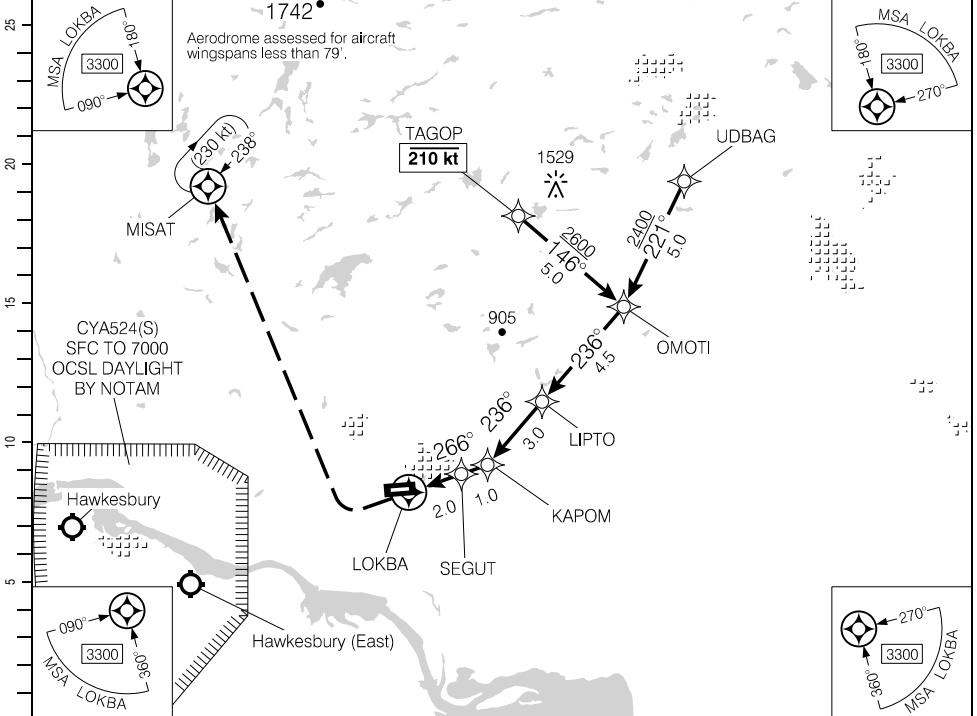 25
1742
Aerodrome assessed for aircraft
wingspans less than 79'.
MSA LOKBA
180°
3300
090°
MSA LOKBA
180°
3300
270°
20
(230 kt)
238°
MISAT
TAGOP
210 kt
1529
UDBAG
2600
146°
5.0
2400
221°
5.0
15
905
OMOTI
236°
4.5
CYA524(S)
SFC TO 7000
OCSL DAYLIGHT
BY NOTAM
LIPTO
236°
3.0
10
266°
2.0
1.0
KAPOM
Hawkesbury
LOKBA
SEGUT
5
Hawkesbury (East)
090°
3300
360°
MSA LOKBA
270°
3300
360°
MSA LOKBA